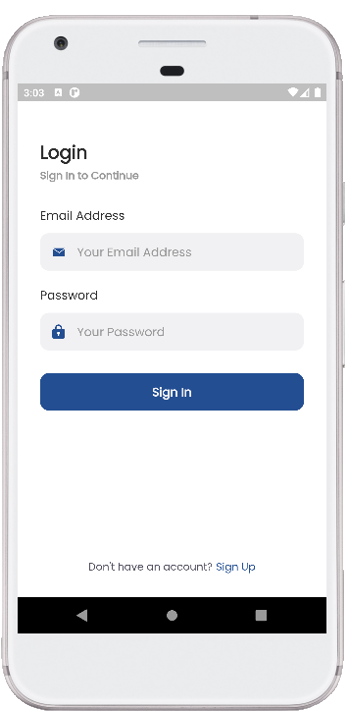 3:03
Login
Sign In to Continue
Email Address
Your Email Address
Password
Your Password
Sign In
Don't have an account? Sign Up